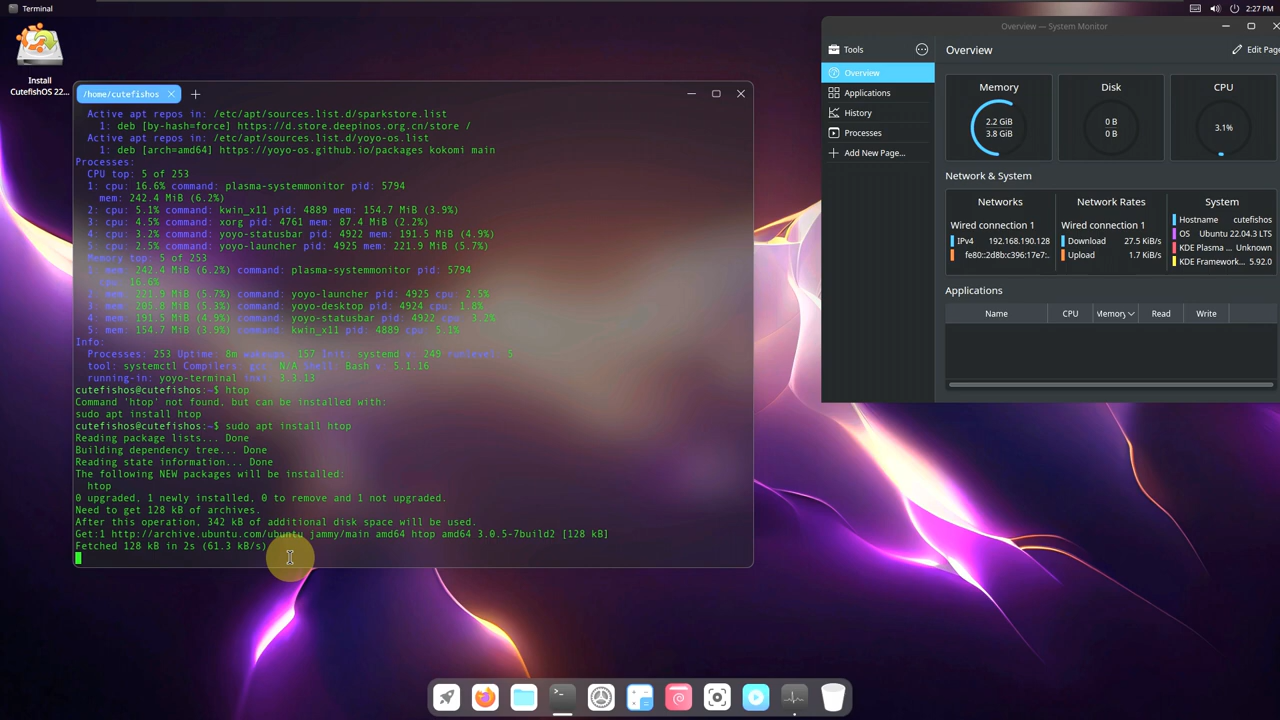 Terminal
2:27 PM
Install
CutefishOS 22...
/home/cutefishos
Active apt repos in: /etc/apt/sources.list.d/sparkstore.list
1: deb [by-hash=force] https://d.store.deepinos.org.cn/store /
Active apt repos in: /etc/apt/sources.list.d/yoyo-os.list
1: deb [arch=amd64] https://yoyo-os.github.io/packages kokomi main
Processes:
CPU top: 5 of 253
1: cpu: 16.6% command: plasma-systemmonitor pid: 5794
mem: 242.4 MiB (6.2%)
2: cpu: 5.1% command: kwin_x11 pid: 4889 mem: 154.7 MiB (3.9%)
3: cpu: 4.5% command: xorg pid: 4761 mem: 87.4 MiB (2.2%)
4: cpu: 3.2% command: yoyo-statusbar pid: 4922 mem: 191.5 MiB (4.9%)
5: cpu: 2.5% command: yoyo-launcher pid: 4925 mem: 221.9 MiB (5.7%)
Memory top: 5 of 253
1: mem: 242.4 MiB (6.2%) command: plasma-systemmonitor pid: 5794
cpu: 16.6%
2: mem: 221.9 MiB (5.7%) command: yoyo-launcher pid: 4925 cpu: 2.5%
3: mem: 205.8 MiB (5.3%) command: yoyo-desktop pid: 4924 cpu: 1.8%
4: mem: 191.5 MiB (4.9%) command: yoyo-statusbar pid: 4922 cpu: 3.2%
5: mem: 154.7 MiB (3.9%) command: kwin_x11 pid: 4889 cpu: 5.1%
Info:
Processes: 253 Uptime: 8m wakeups: 157 Init: systemd v: 249 runlevel: 5
tool: systemctl Compilers: gcc: N/A Shell: Bash v: 5.1.16
running-in: yoyo-terminal inxi: 3.3.13
cutefishos@cutefishos:~$ htop
Command 'htop' not found, but can be installed with:
sudo apt install htop
cutefishos@cutefishos:~$ sudo apt install htop
Reading package lists... Done
Building dependency tree... Done
Reading state information... Done
The following NEW packages will be installed:
htop
0 upgraded, 1 newly installed, 0 to remove and 1 not upgraded.
Need to get 128 kB of archives.
After this operation, 342 kB of additional disk space will be used.
Get:1 http://archive.ubuntu.com/ubuntu jammy/main amd64 htop amd64 3.0.5-7build2 [128 kB]
Fetched 128 kB in 2s (61.3 kB/s)
Overview — System Monitor
Tools
Overview
Applications
History
Processes
Add New Page...
Overview
Edit Page
Memory
2.2 GiB
3.8 GiB
Disk
0 B
0 B
CPU
3.1%
Network & System
Networks
Wired connection 1
IPv4 192.168.190.128
fe80::2d8b:c396:17e7:..
Network Rates
Wired connection 1
Download 27.5 KiB/s
Upload 1.7 KiB/s
System
Hostname cutefishos
OS Ubuntu 22.04.3 LTS
KDE Plasma ... Unknown
KDE Framework... 5.92.0
Applications
Name CPU Memory Read Write